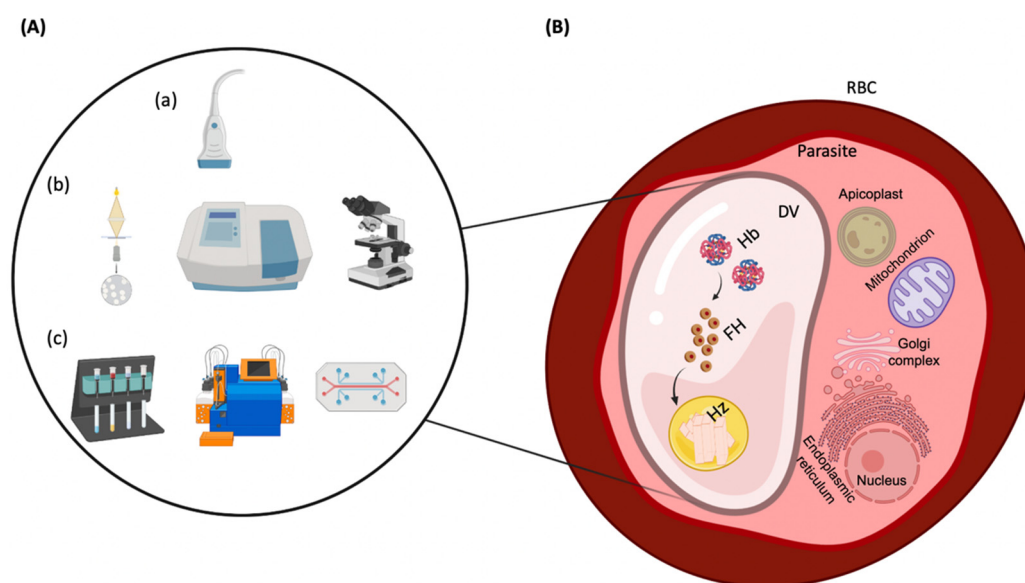 (A)
(a)
(b)
(c)
(B)
RBC
Parasite
DV
Hb
FH
Hz
Apicoplast
Mitochondrion
Golgi
complex
Endoplasmic
reticulum
Nucleus